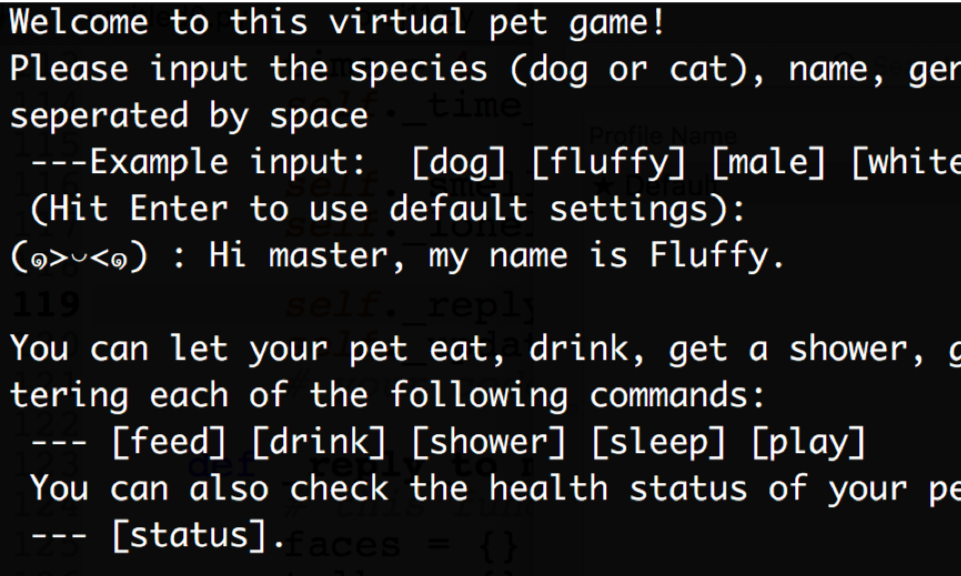 Welcome to this virtual pet game!
Please input the species (dog or cat), name, ger
seperated by space
---Example input:  [dog] [fluffy] [male] [white
(Hit Enter to use default settings):
(๑>◡<๑) : Hi master, my name is Fluffy.
You can let your pet eat, drink, get a shower, g
tering each of the following commands:
--- [feed] [drink] [shower] [sleep] [play]
You can also check the health status of your pe
--- [status].